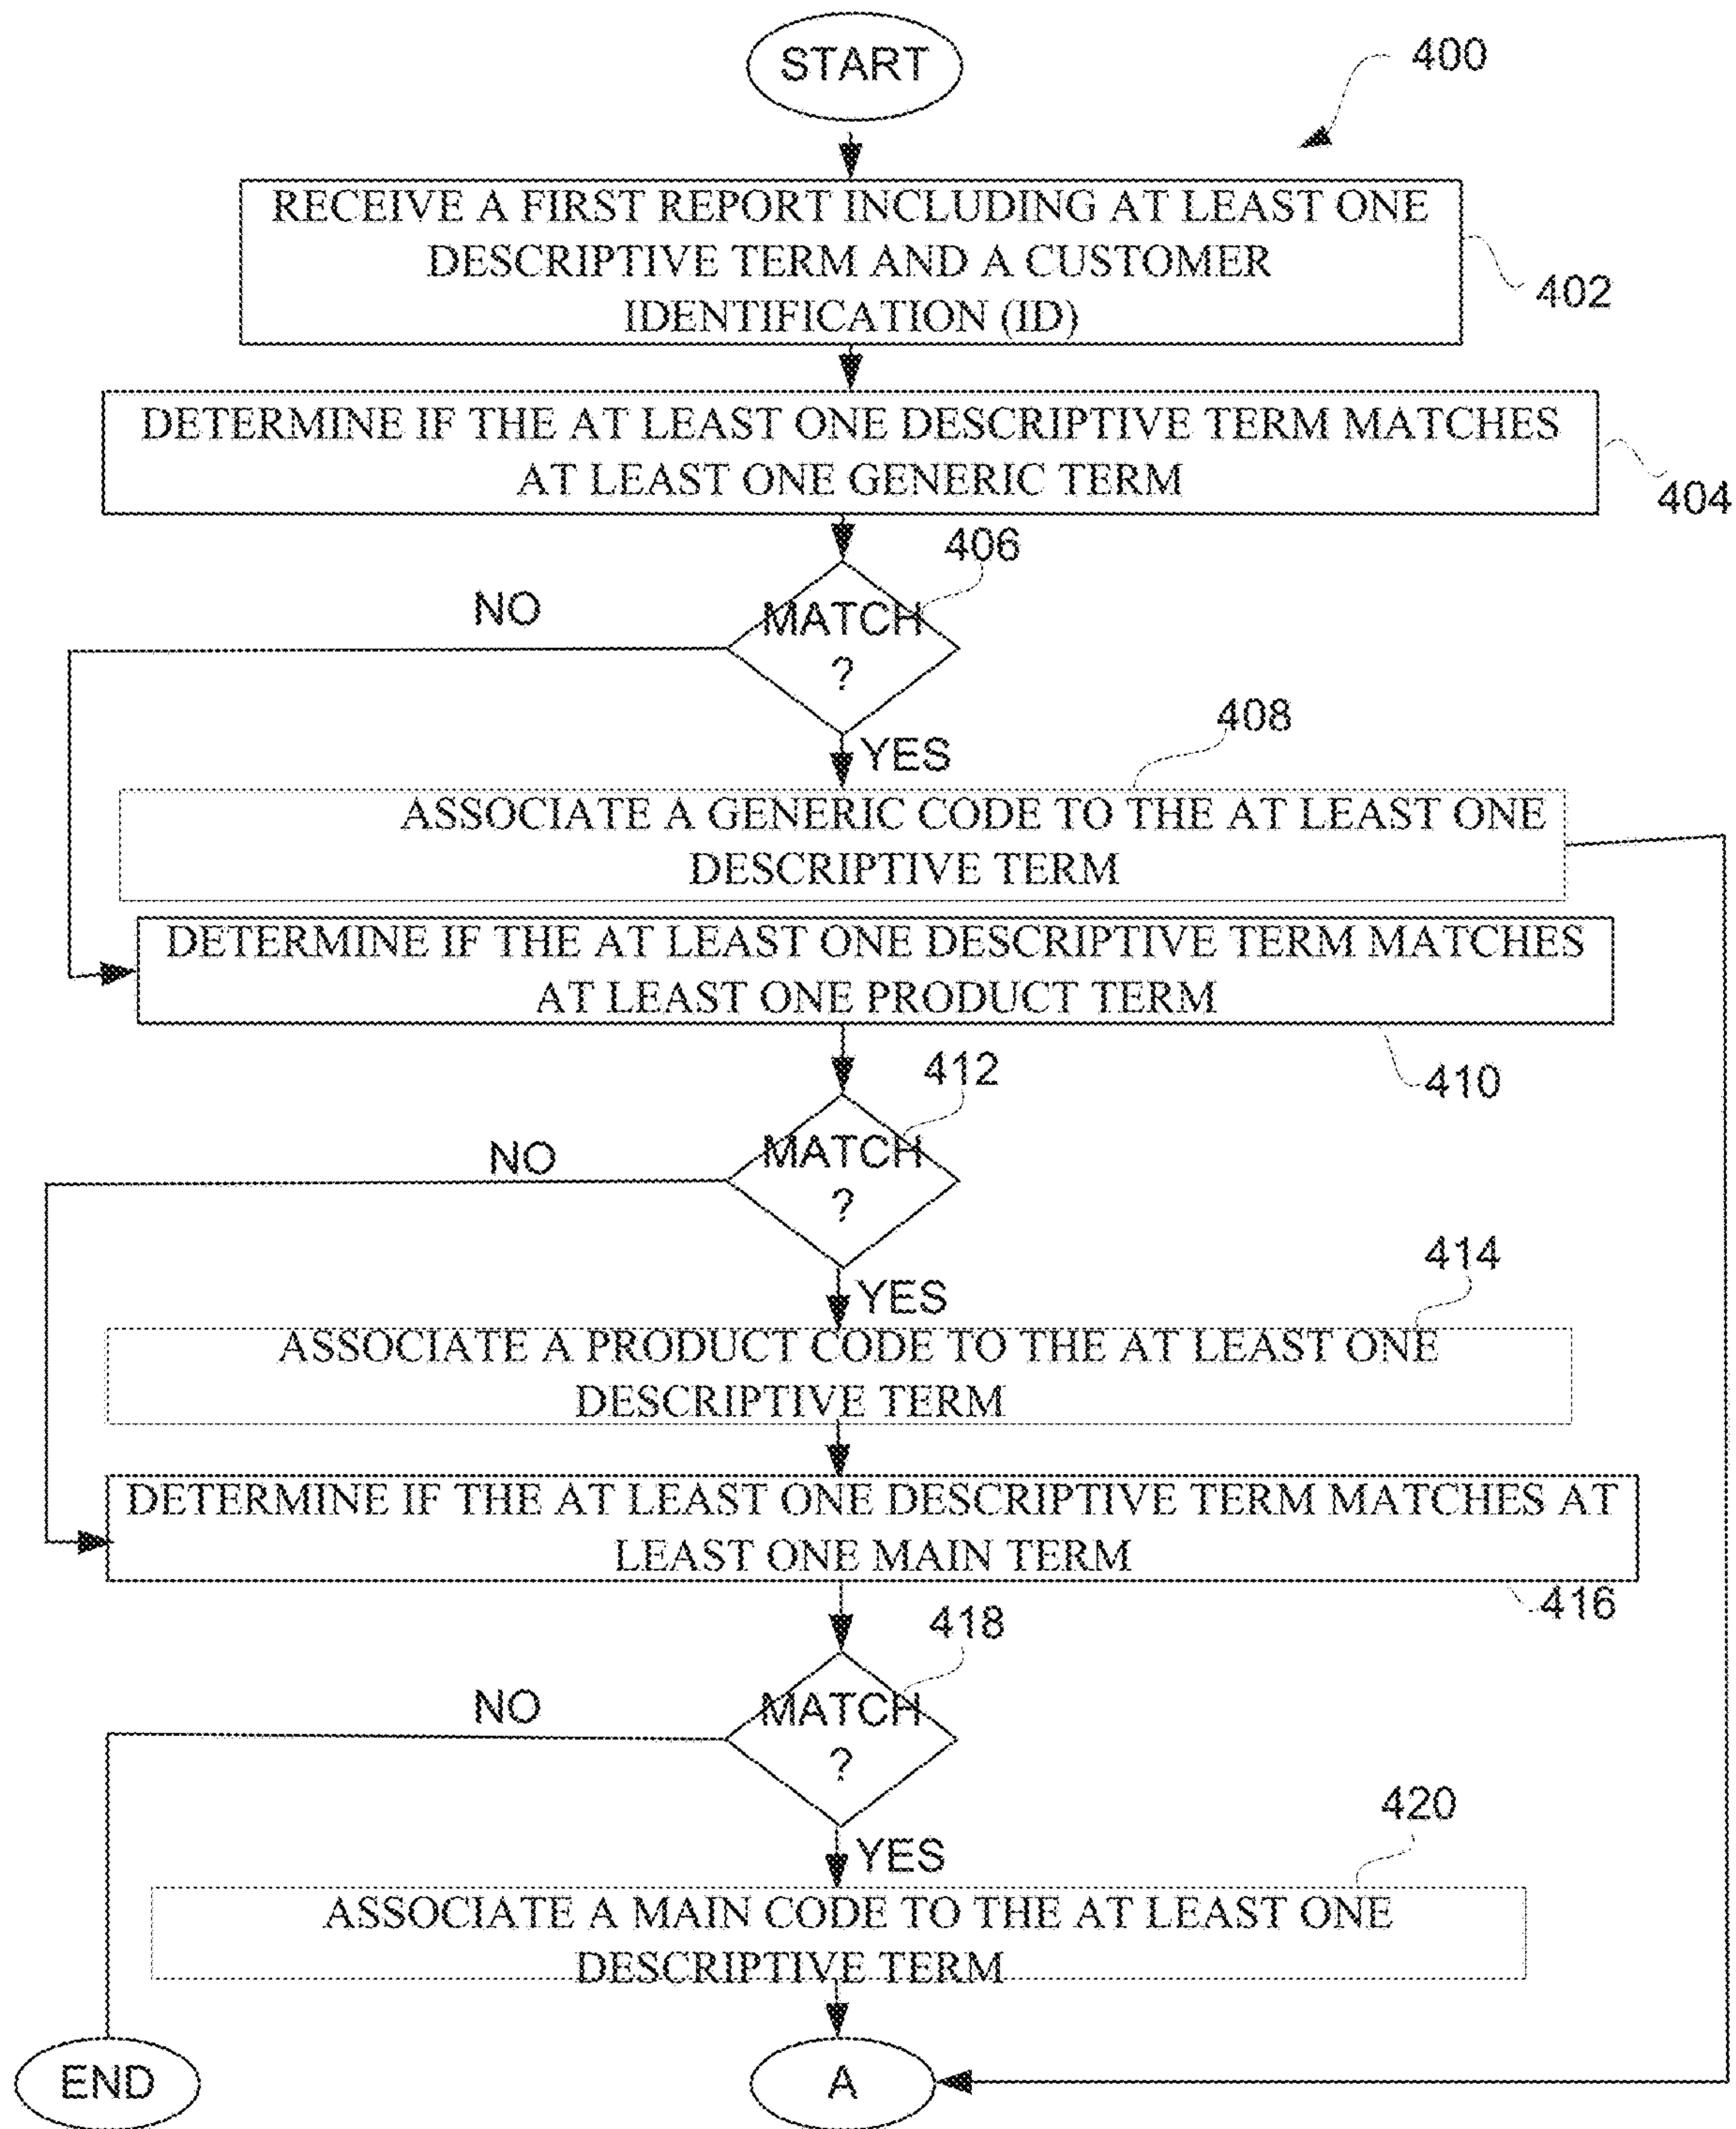 START
400
RECEIVE A FIRST REPORT INCLUDING AT LEAST ONE
DESCRIPTIVE TERM AND A CUSTOMER
IDENTIFICATION (ID)
402
DETERMINE IF THE AT LEAST ONE DESCRIPTIVE TERM MATCHES
AT LEAST ONE GENERIC TERM
404
406
NO
MATCH
?
408
YES
ASSOCIATE A GENERIC CODE TO THE AT LEAST ONE
DESCRIPTIVE TERM
DETERMINE IF THE AT LEAST ONE DESCRIPTIVE TERM MATCHES
AT LEAST ONE PRODUCT TERM
410
412
NO
MATCH
?
414
YES
ASSOCIATE A PRODUCT CODE TO THE AT LEAST ONE
DESCRIPTIVE TERM
DETERMINE IF THE AT LEAST ONE DESCRIPTIVE TERM MATCHES AT
LEAST ONE MAIN TERM
416
418
NO
MATCH
?
420
YES
ASSOCIATE A MAIN CODE TO THE AT LEAST ONE
DESCRIPTIVE TERM
END
A